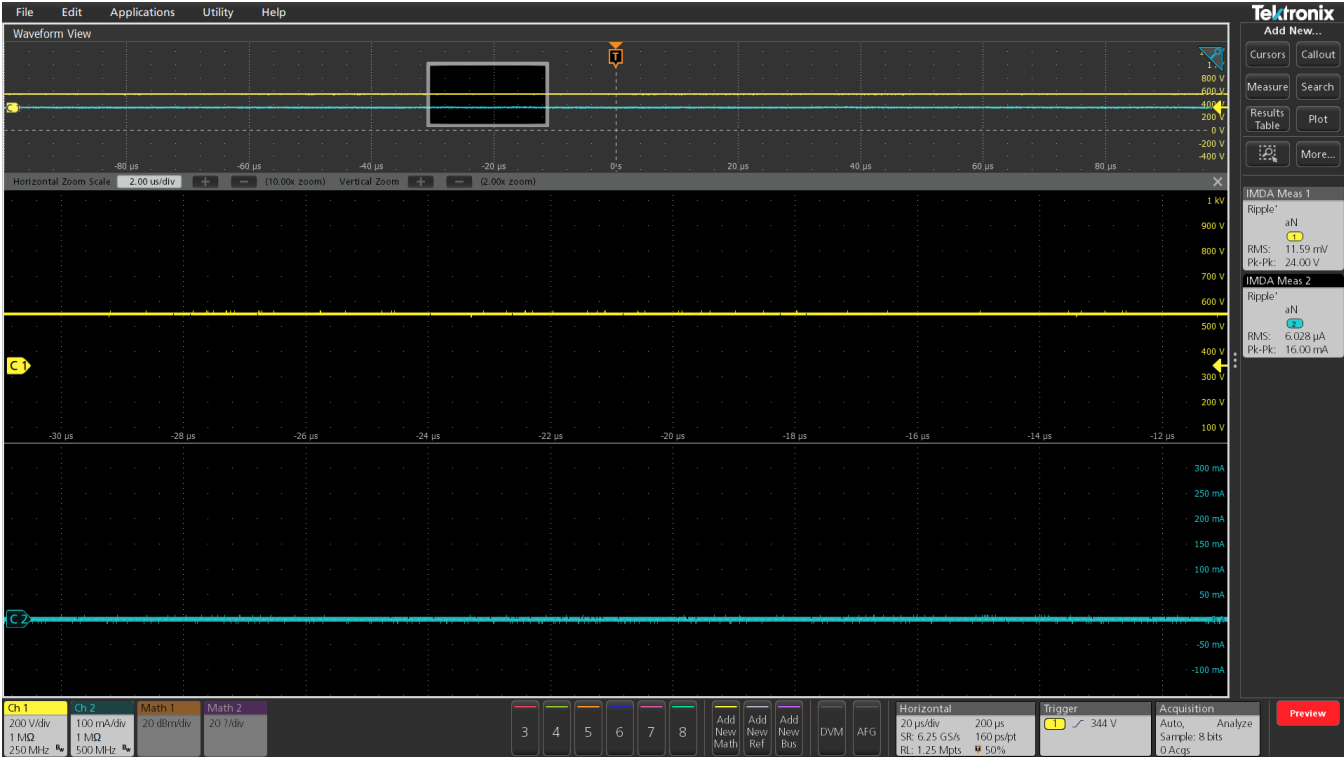 File Edit Applications Utility Help
Tektronix
Add New...
Waveform View
T
800 V
600 V
400 V
200 V
0 V
-200 V
-400 V
C
-80 µs -60 µs -40 µs -20 µs 0 s 20 µs 40 µs 60 µs 80 µs
Cursors Callout
Measure Search
Results Table Plot
More...
Horizontal Zoom Scale 2.00 us/div + − (10.00x zoom) Vertical Zoom + − (2.00x zoom) ×
1 kV
900 V
800 V
700 V
600 V
500 V
400 V
300 V
200 V
100 V
C 1
-30 µs -28 µs -26 µs -24 µs -22 µs -20 µs -18 µs -16 µs -14 µs -12 µs
300 mA
250 mA
200 mA
150 mA
100 mA
50 mA
-50 mA
-100 mA
C 2
IMDA Meas 1
Ripple'
aN
1
RMS: 11.59 mV
Pk-Pk: 24.00 V
IMDA Meas 2
Ripple'
aN
2
RMS: 6.028 µA
Pk-Pk: 16.00 mA
Ch 1
200 V/div
1 MΩ
250 MHz Bw
Ch 2
100 mA/div
1 MΩ
500 MHz Bw
Math 1
20 dBm/div
Math 2
20 ?/div
3 4 5 6 7 8
Add New Math
Add New Ref
Add New Bus
DVM AFG
Horizontal
20 µs/div 200 µs
SR: 6.25 GS/s 160 ps/pt
RL: 1.25 Mpts 50%
Trigger
1 344 V
Acquisition
Auto, Analyze
Sample: 8 bits
0 Acqs
Preview